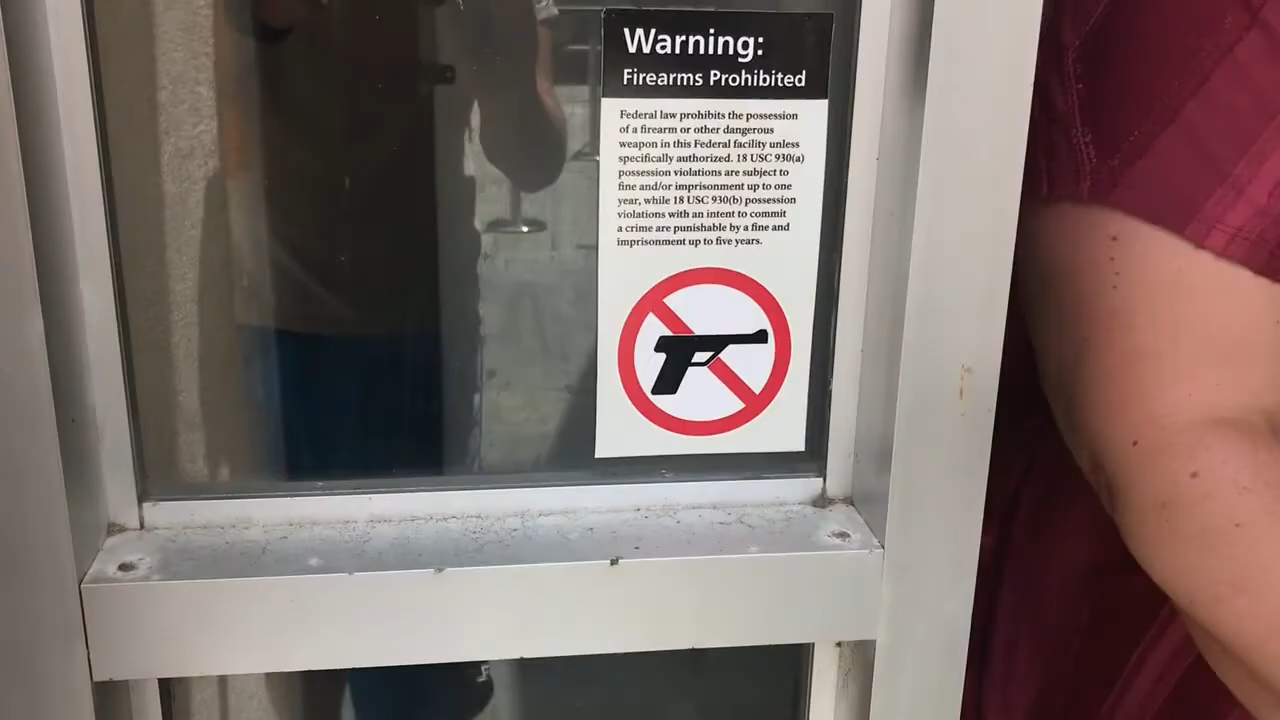 Warning:
Firearms Prohibited
Federal law prohibits the possession
of a firearm or other dangerous
weapon in this Federal facility unless
specifically authorized. 18 USC 930(a)
possession violations are subject to
fine and/or imprisonment up to one
year, while 18 USC 930(b) possession
violations with an intent to commit
a crime are punishable by a fine and
imprisonment up to five years.